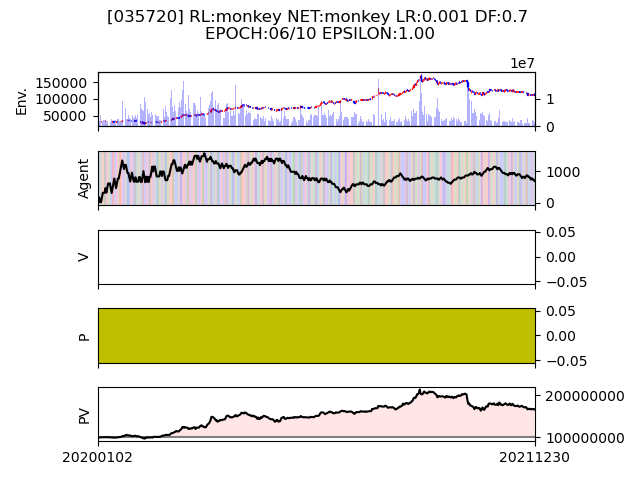 [035720] RL:monkey NET:monkey LR:0.001 DF:0.7
EPOCH:06/10 EPSILON:1.00
1e7
Env.
150000
100000
50000
1
0
Agent
1000
0
V
0.05
0.00
−0.05
P
0.05
0.00
−0.05
PV
200000000
100000000
20200102
20211230